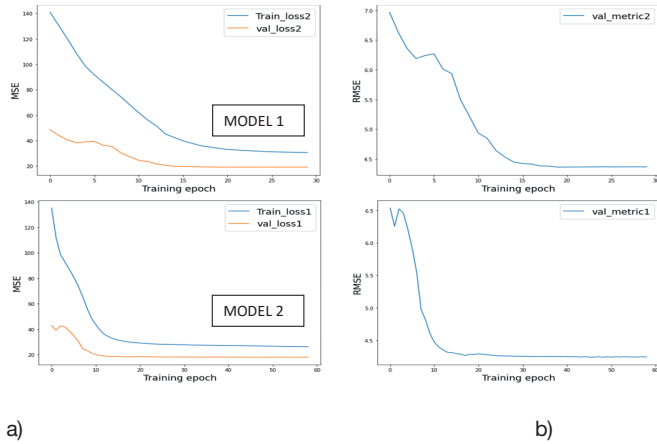 Train_loss2
val_loss2
MSE
140
120
100
80
60
40
20
MODEL 1
0 5 10 15 20 25 30
Training epoch
val_metric2
RMSE
7.0
6.5
6.0
5.5
5.0
4.5
0 5 10 15 20 25 30
Training epoch
Train_loss1
val_loss1
MSE
140
120
100
80
60
40
20
MODEL 2
0 10 20 30 40 50 60
Training epoch
val_metric1
RMSE
6.5
6.0
5.5
5.0
4.5
0 10 20 30 40 50 60
Training epoch
a) b)